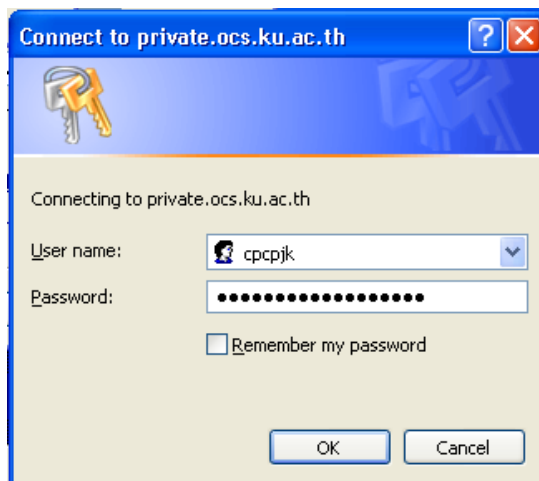 Connect to private.ocs.ku.ac.th
Connecting to private.ocs.ku.ac.th
User name: cpcpjk
Password: ●●●●●●●●●●●●●●●●●●
Remember my password
OK Cancel